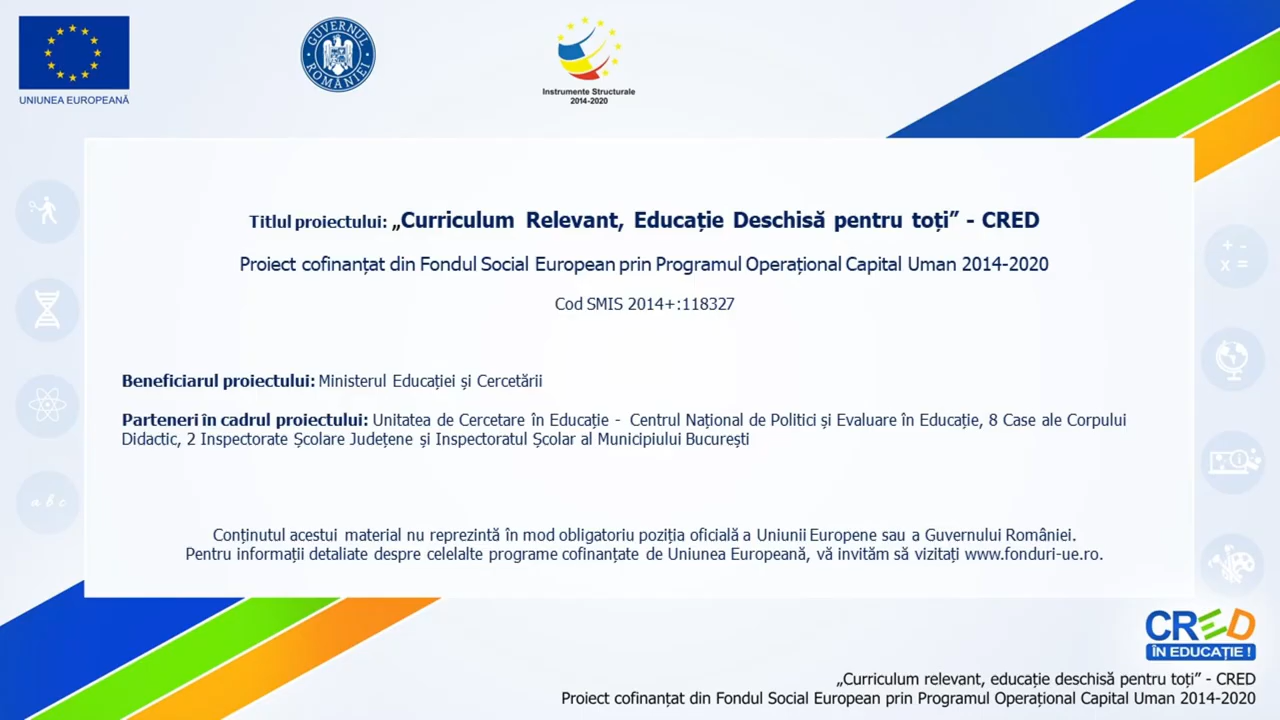 UNIUNEA EUROPEANĂ
GUVERNUL ROMÂNIEI
Instrumente Structurale
2014-2020
Titlul proiectului: „Curriculum Relevant, Educație Deschisă pentru toți” - CRED
Proiect cofinanțat din Fondul Social European prin Programul Operațional Capital Uman 2014-2020
Cod SMIS 2014+:118327
Beneficiarul proiectului: Ministerul Educației și Cercetării
Parteneri în cadrul proiectului: Unitatea de Cercetare în Educație - Centrul Național de Politici și Evaluare în Educație, 8 Case ale Corpului
Didactic, 2 Inspectorate Școlare Județene și Inspectoratul Școlar al Municipiului București
a b c
+ -
x =
Conținutul acestui material nu reprezintă în mod obligatoriu poziția oficială a Uniunii Europene sau a Guvernului României.
Pentru informații detaliate despre celelalte programe cofinanțate de Uniunea Europeană, vă invităm să vizitați www.fonduri-ue.ro.
CRED
ÎN EDUCAȚIE !
„Curriculum relevant, educație deschisă pentru toți” - CRED
Proiect cofinanțat din Fondul Social European prin Programul Operațional Capital Uman 2014-2020